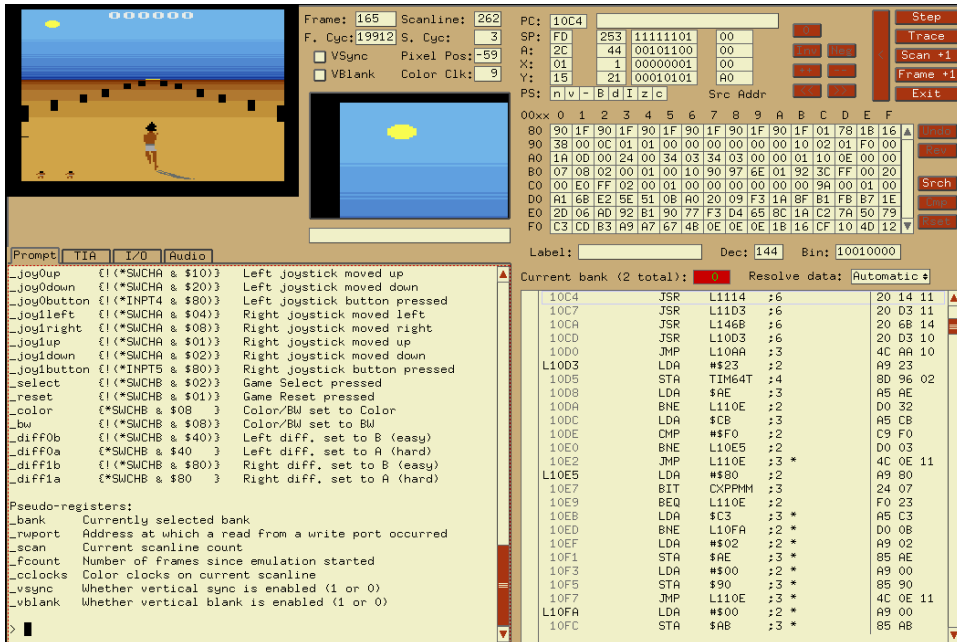 000000
Frame: 165 Scanline: 262
F. Cyc: 19912 S. Cyc: 3
VSync Pixel Pos: -59
VBlank Color Clk: 9
PC: 10C4
SP: FD 253 11111101 00
A: 2C 44 00101100 00
X: 01 1 00000001 00
Y: 15 21 00010101 A0
PS: n v - B d I z c Src Addr
0
Inv Neg
++ --
<< >>
<
Step
Trace
Scan +1
Frame +1
Exit
00xx 0 1 2 3 4 5 6 7 8 9 A B C D E F
80 90 1F 90 1F 90 1F 90 1F 90 1F 90 1F 01 78 1B 16
90 38 00 0C 01 01 00 00 00 00 00 10 02 01 F0 00
A0 1A 0D 00 24 00 34 03 34 03 00 00 01 10 0E 00 00
B0 07 08 02 00 01 00 10 90 97 6E 01 92 3C FF 00 20
C0 00 E0 FF 02 00 01 00 00 00 00 00 00 9A 00 01 00
D0 A1 6B E2 5E 51 0B A0 20 09 F3 1A 8F B1 FB B7 1E
E0 2D 06 AD 92 B1 90 77 F3 D4 65 8C 1A C2 7A 50 79
F0 C3 CD B3 A9 A7 67 4B 0E 0E 0E 1B 16 CF 10 4D 12
Undo
Rev
Srch
Cmp
Rset
Label: Dec: 144 Bin: 10010000
Prompt TIA I/O Audio
_joy0up {!(*SWCHA & $10)} Left joystick moved up
_joy0down {!(*SWCHA & $20)} Left joystick moved down
_joy0button {!(*INPT4 & $80)} Left joystick button pressed
_joy1left {!(*SWCHA & $04)} Right joystick moved left
_joy1right {!(*SWCHA & $08)} Right joystick moved right
_joy1up {!(*SWCHA & $01)} Right joystick moved up
_joy1down {!(*SWCHA & $02)} Right joystick moved down
_joy1button {!(*INPT5 & $80)} Right joystick button pressed
_select {!(*SWCHB & $02)} Game Select pressed
_reset {!(*SWCHB & $01)} Game Reset pressed
_color {*SWCHB & $08 } Color/BW set to Color
_bw {!(*SWCHB & $08)} Color/BW set to BW
_diff0b {!(*SWCHB & $40)} Left diff. set to B (easy)
_diff0a {*SWCHB & $40 } Left diff. set to A (hard)
_diff1b {!(*SWCHB & $80)} Right diff. set to B (easy)
_diff1a {*SWCHB & $80 } Right diff. set to A (hard)
Pseudo-registers:
_bank Currently selected bank
_rwport Address at which a read from a write port occurred
_scan Current scanline count
_fcount Number of frames since emulation started
_cclocks Color clocks on current scanline
_vsync Whether vertical sync is enabled (1 or 0)
_vblank Whether vertical blank is enabled (1 or 0)
>
Current bank (2 total): 0 Resolve data: Automatic
10C4 JSR L1114 ;6 20 14 11
10C7 JSR L11D3 ;6 20 D3 11
10CA JSR L146B ;6 20 6B 14
10CD JSR L10D3 ;6 20 D3 10
10D0 JMP L10AA ;3 4C AA 10
L10D3 LDA #$23 ;2 A9 23
10D5 STA TIM64T ;4 8D 96 02
10D8 LDA $AE ;3 A5 AE
10DA BNE L110E ;2 D0 32
10DC LDA $CB ;3 A5 CB
10DE CMP #$F0 ;2 C9 F0
10E0 BNE L10E5 ;2 D0 03
10E2 JMP L110E ;3 * 4C 0E 11
L10E5 LDA #$80 ;2 A9 80
10E7 BIT CXPPMM ;3 24 07
10E9 BEQ L110E ;2 F0 23
10EB LDA $C3 ;3 * A5 C3
10ED BNE L10FA ;2 * D0 0B
10EF LDA #$02 ;2 * A9 02
10F1 STA $AE ;3 * 85 AE
10F3 LDA #$00 ;2 * A9 00
10F5 STA $90 ;3 * 85 90
10F7 JMP L110E ;3 * 4C 0E 11
L10FA LDA #$00 ;2 * A9 00
10FC STA $AB ;3 * 85 AB